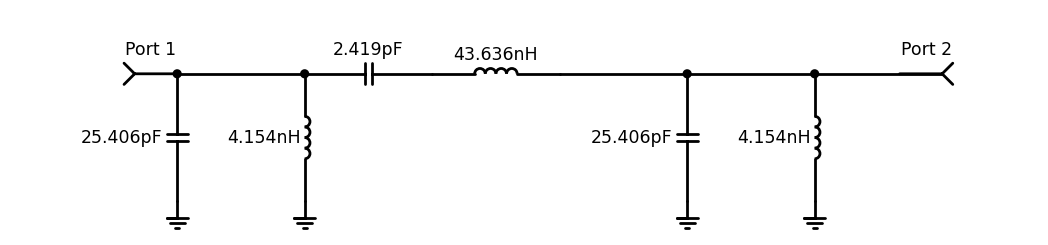 Port 1
2.419pF
43.636nH
Port 2
25.406pF
4.154nH
25.406pF
4.154nH